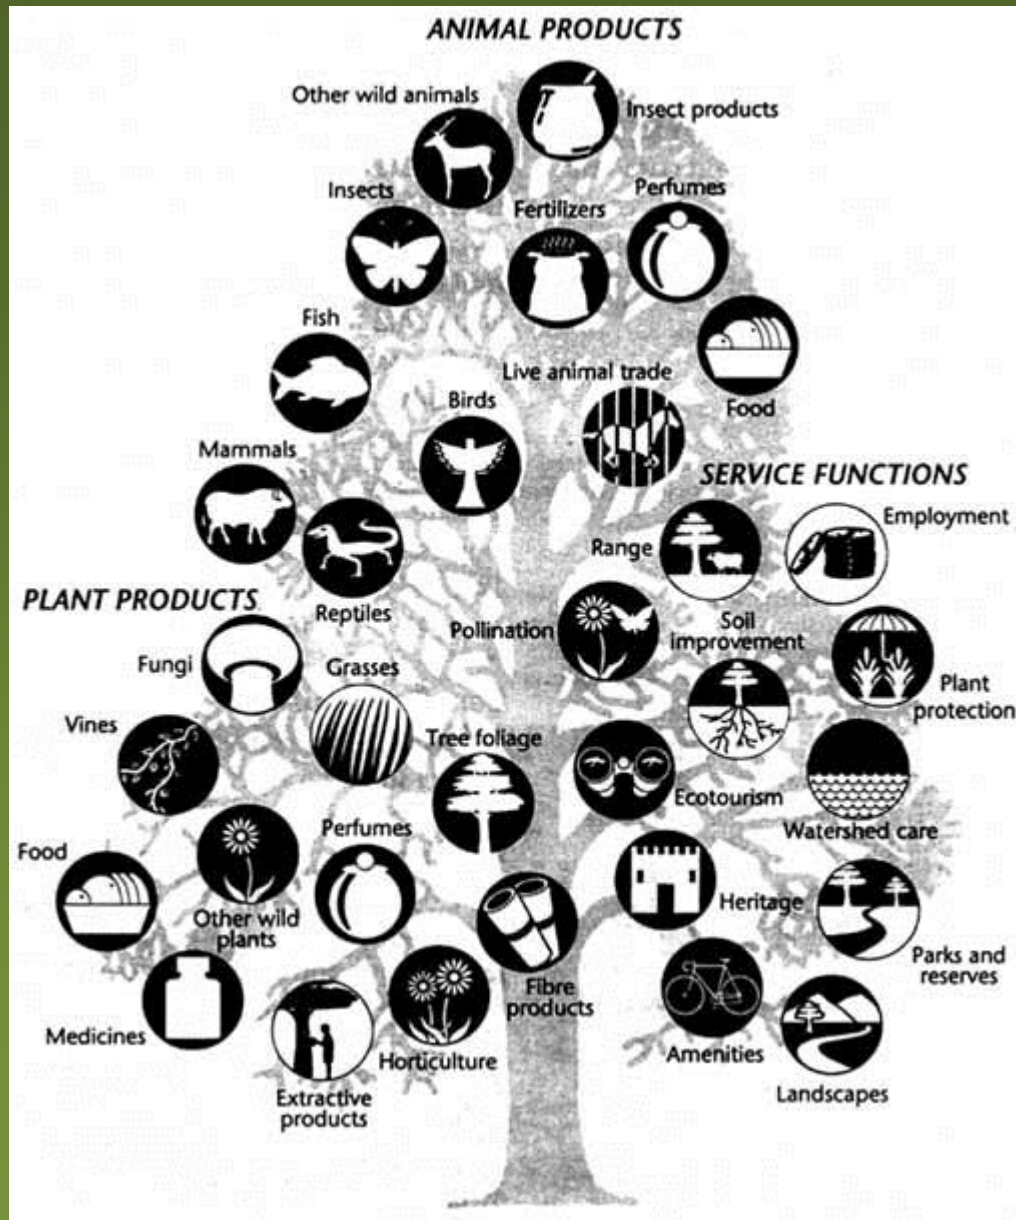 ANIMAL PRODUCTS
Other wild animals
Insect products
Insects
Fertilizers
Perfumes
Fish
Live animal trade
Food
Birds
Mammals
Reptiles
SERVICE FUNCTIONS
Range
Employment
Pollination
Soil
improvement
Plant
protection
Ecotourism
Watershed care
Heritage
Parks and
reserves
Amenities
Landscapes
PLANT PRODUCTS
Fungi
Grasses
Vines
Tree foliage
Food
Other wild
plants
Perfumes
Fibre
products
Medicines
Extractive
products
Horticulture